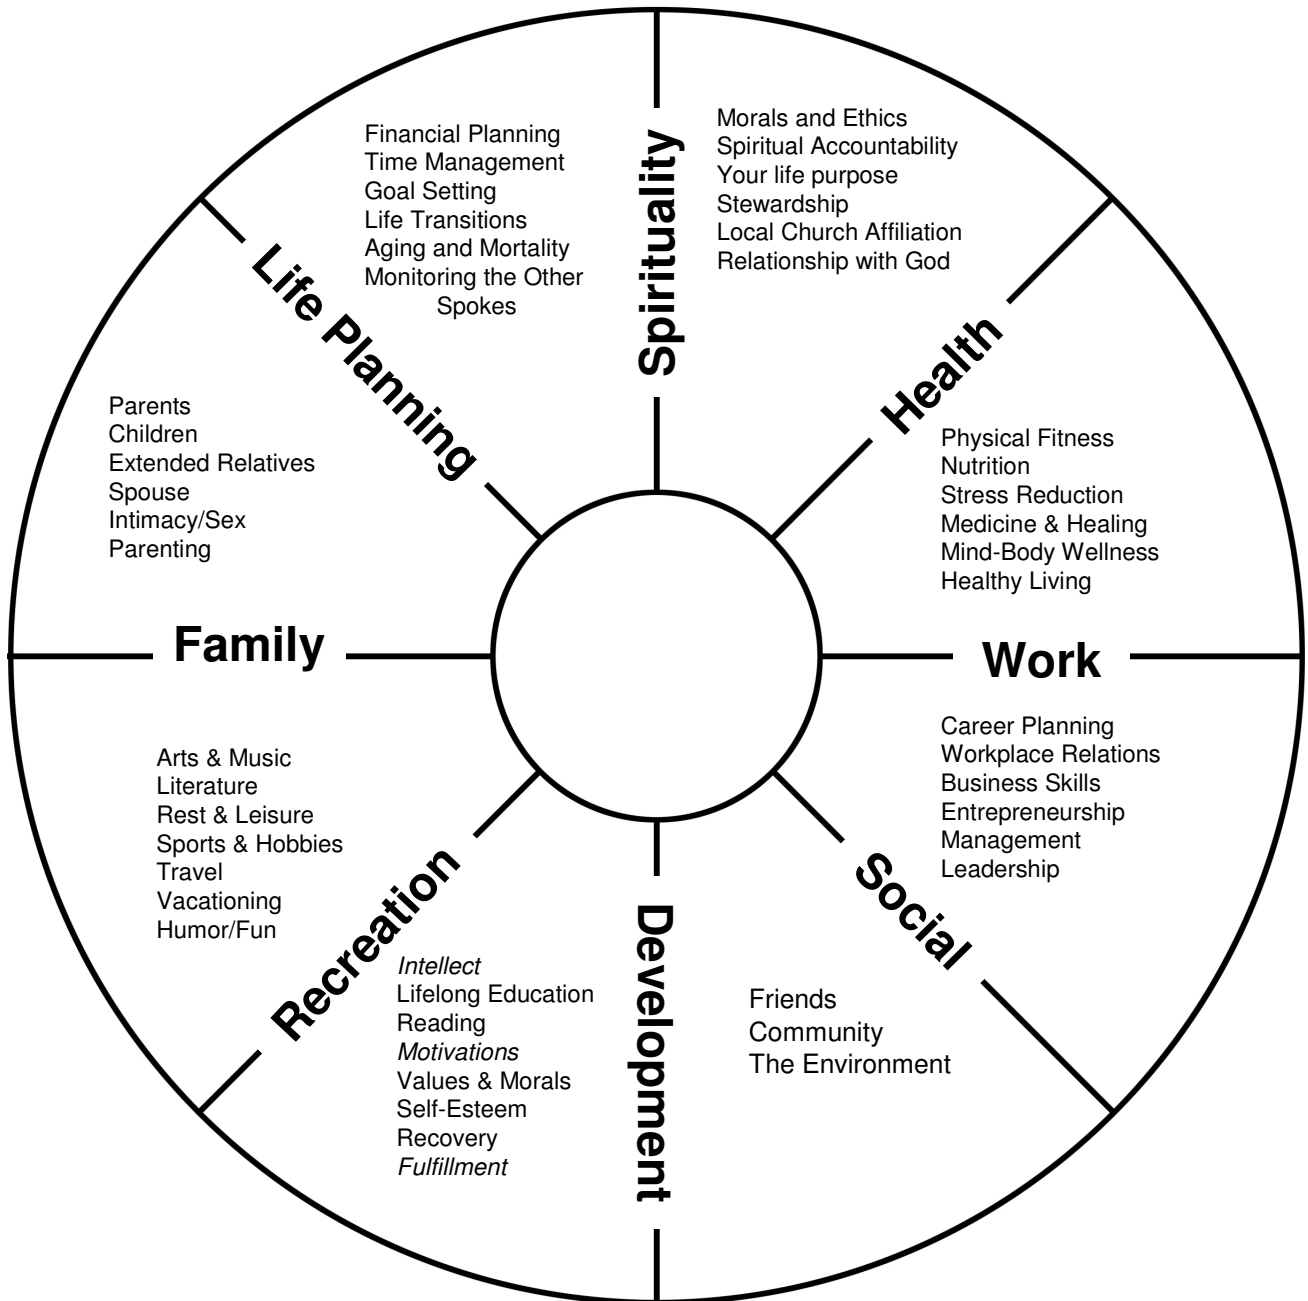 Spirituality
Morals and Ethics
Spiritual Accountability
Your life purpose
Stewardship
Local Church Affiliation
Relationship with God
Health
Physical Fitness
Nutrition
Stress Reduction
Medicine & Healing
Mind-Body Wellness
Healthy Living
Work
Career Planning
Workplace Relations
Business Skills
Entrepreneurship
Management
Leadership
Social
Friends
Community
The Environment
Development
Intellect
Lifelong Education
Reading
Motivations
Values & Morals
Self-Esteem
Recovery
Fulfillment
Recreation
Arts & Music
Literature
Rest & Leisure
Sports & Hobbies
Travel
Vacationing
Humor/Fun
Family
Parents
Children
Extended Relatives
Spouse
Intimacy/Sex
Parenting
Life Planning
Financial Planning
Time Management
Goal Setting
Life Transitions
Aging and Mortality
Monitoring the Other
Spokes